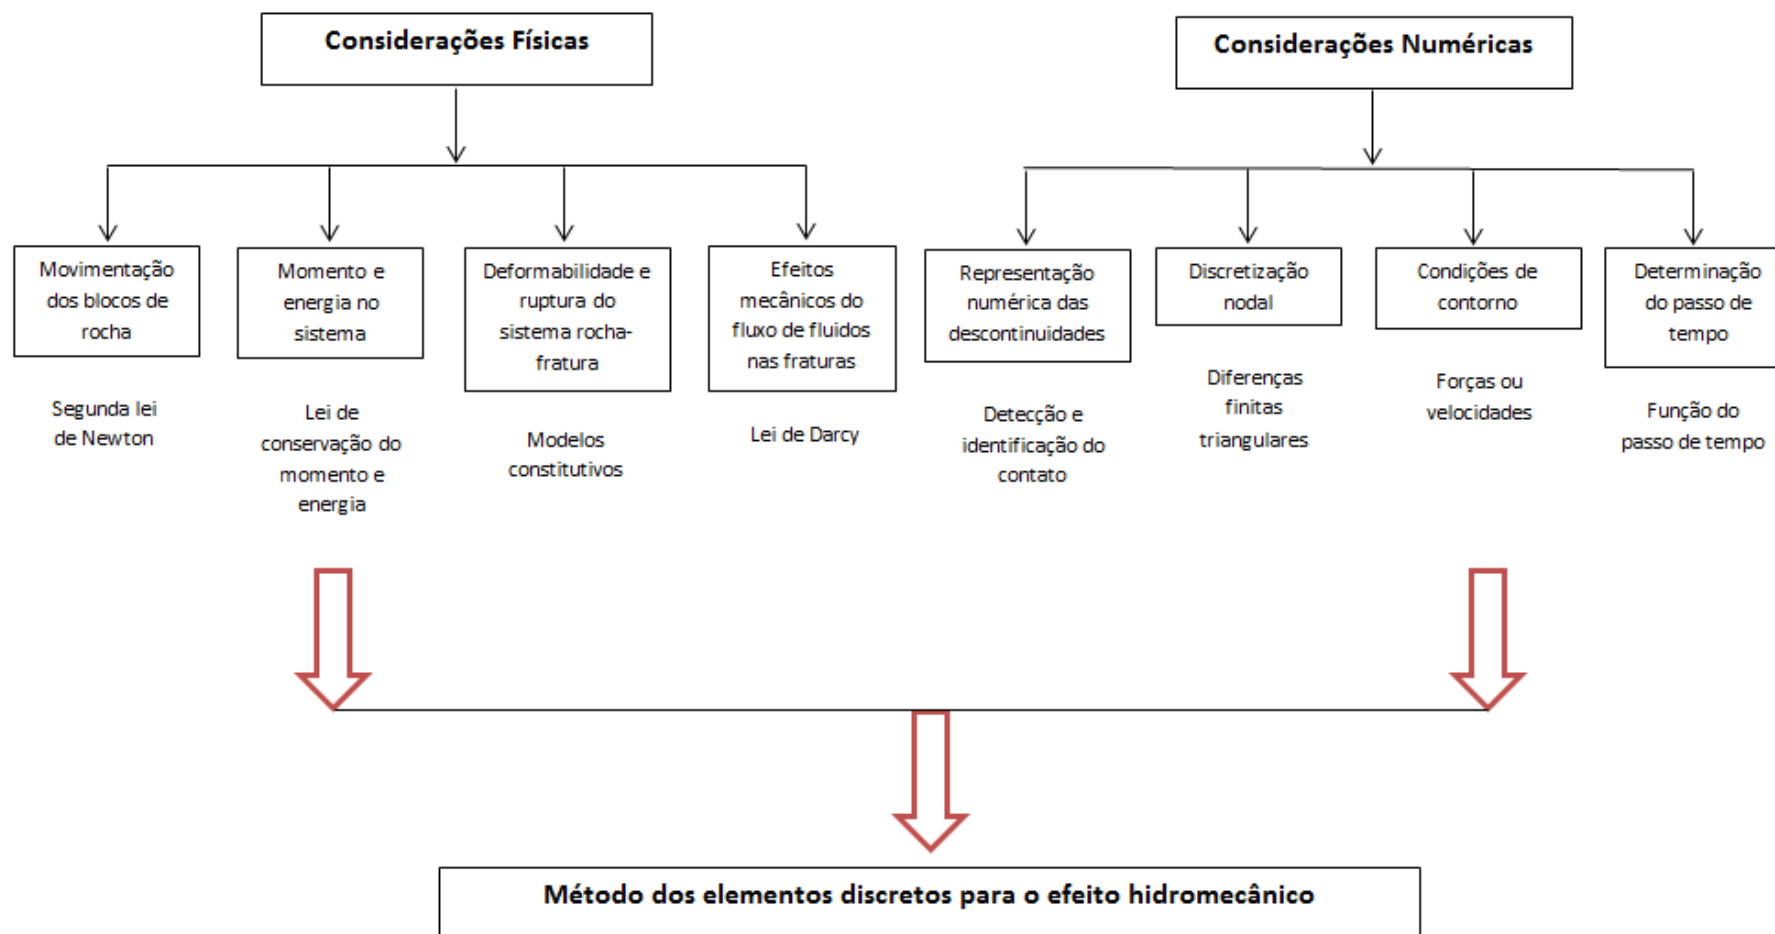 Considerações Físicas
Considerações Numéricas
Movimentação
dos blocos de
rocha
Momento e
energia no
sistema
Deformabilidade e
ruptura do
sistema rocha-
fratura
Efeitos
mecânicos do
fluxo de fluidos
nas fraturas
Representação
numérica das
descontinuidades
Discretização
nodal
Condições de
contorno
Determinação
do passo de
tempo
Segunda lei
de Newton
Lei de
conservação do
momento e
energia
Modelos
constitutivos
Lei de Darcy
Detecção e
identificação do
contato
Diferenças
finitas
triangulares
Forças ou
velocidades
Função do
passo de tempo
Método dos elementos discretos para o efeito hidromecânico